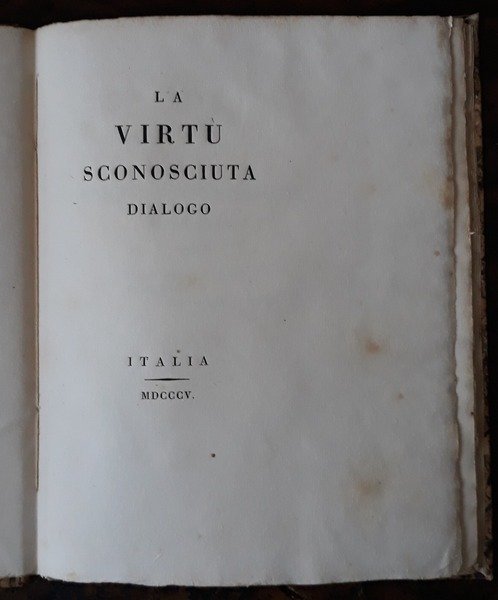 LA
VIRTÙ
SCONOSCIUTA
DIALOGO
ITALIA
MDCCCV.